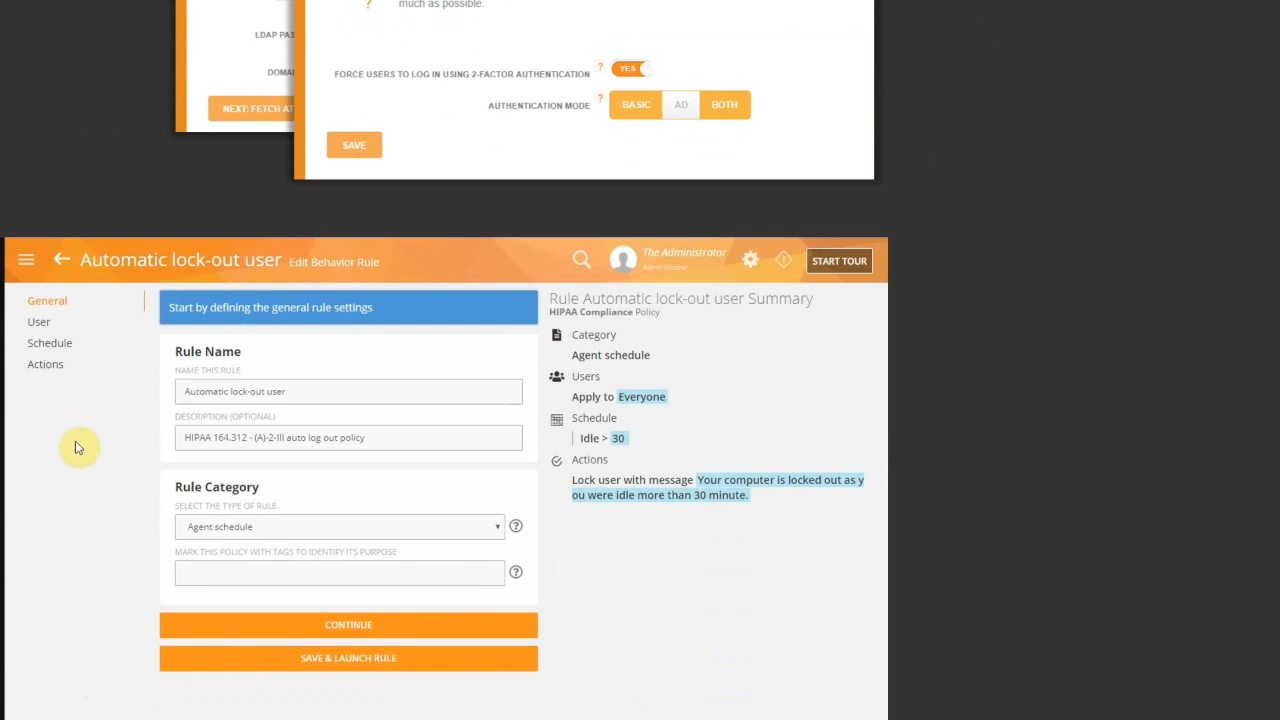 much as possible.
LDAP PAS
DOMAI
NEXT: FETCH AT
FORCE USERS TO LOG IN USING 2-FACTOR AUTHENTICATION ? YES
AUTHENTICATION MODE ? BASIC AD BOTH
SAVE
Automatic lock-out user Edit Behavior Rule
The Administrator
Administrator
START TOUR
General
User
Schedule
Actions
Start by defining the general rule settings
Rule Name
NAME THIS RULE
Automatic lock-out user
DESCRIPTION (OPTIONAL)
HIPAA 164.312 - (A)-2-III auto log out policy
Rule Category
SELECT THE TYPE OF RULE
Agent schedule
MARK THIS POLICY WITH TAGS TO IDENTIFY ITS PURPOSE
CONTINUE
SAVE & LAUNCH RULE
Rule Automatic lock-out user Summary
HIPAA Compliance Policy
Category
Agent schedule
Users
Apply to Everyone
Schedule
Idle > 30
Actions
Lock user with message Your computer is locked out as y
ou were idle more than 30 minute.